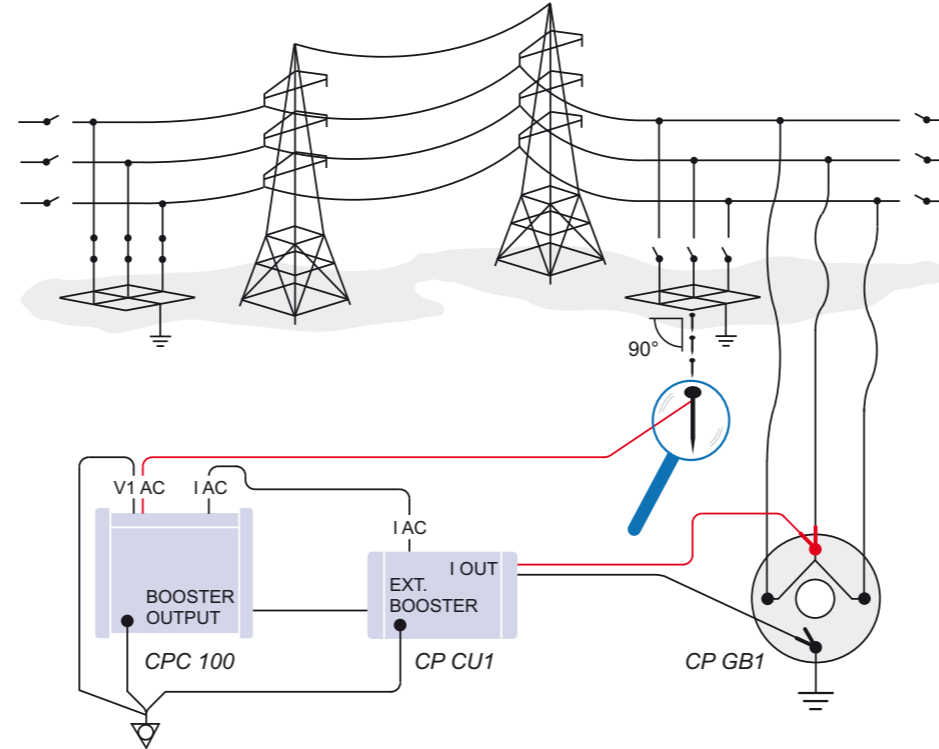 90°
V1 AC
I AC
I AC
I OUT
EXT.
BOOSTER
BOOSTER
OUTPUT
CPC 100
CP CU1
CP GB1